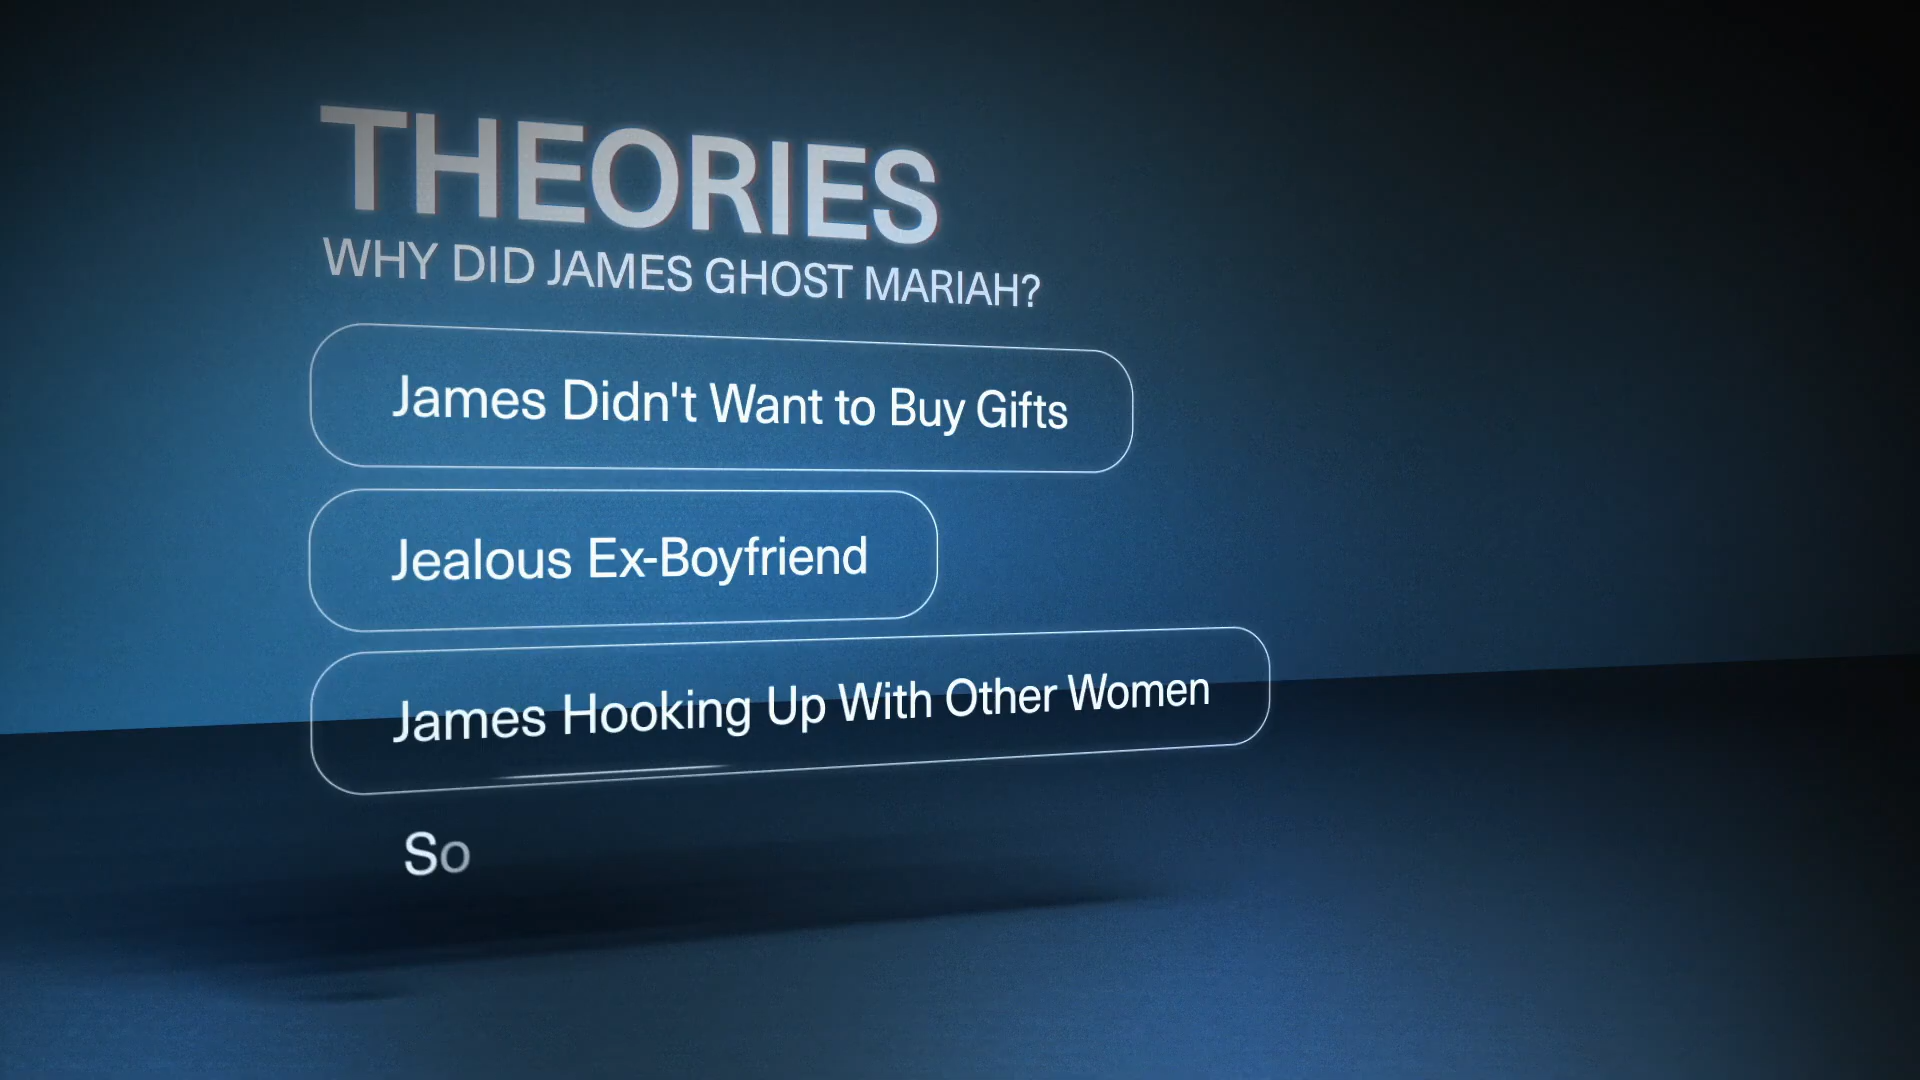 THEORIES
WHY DID JAMES GHOST MARIAH?
James Didn't Want to Buy Gifts
Jealous Ex-Boyfriend
James Hooking Up With Other Women
So